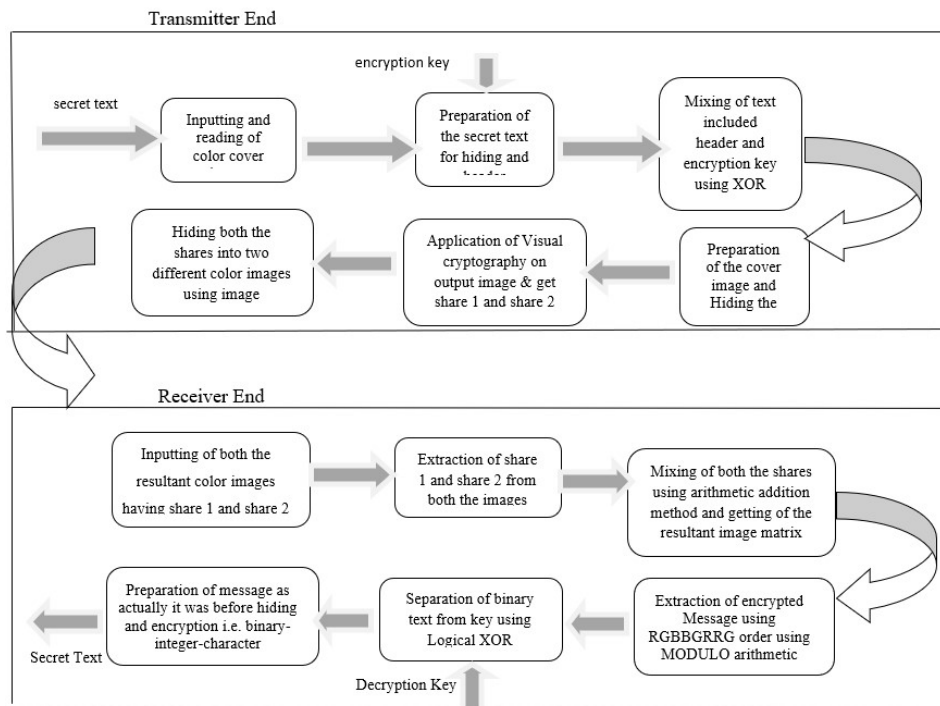 Transmitter End
encryption key
secret text
Inputting and
reading of
color cover
Preparation of
the secret text
for hiding and
header
Mixing of text
included
header and
encryption key
using XOR
Preparation
of the cover
image and
Hiding the
Application of Visual
cryptography on
output image & get
share 1 and share 2
Hiding both the
shares into two
different color images
using image
Receiver End
Inputting of both the
resultant color images
having share 1 and share 2
Extraction of share
1 and share 2 from
both the images
Mixing of both the shares
using arithmetic addition
method and getting of the
resultant image matrix
Extraction of encrypted
Message using
RGBBGRRG order using
MODULO arithmetic
Separation of binary
text from key using
Logical XOR
Decryption Key
Preparation of message as
actually it was before hiding
and encryption i.e. binary-
integer-character
Secret Text